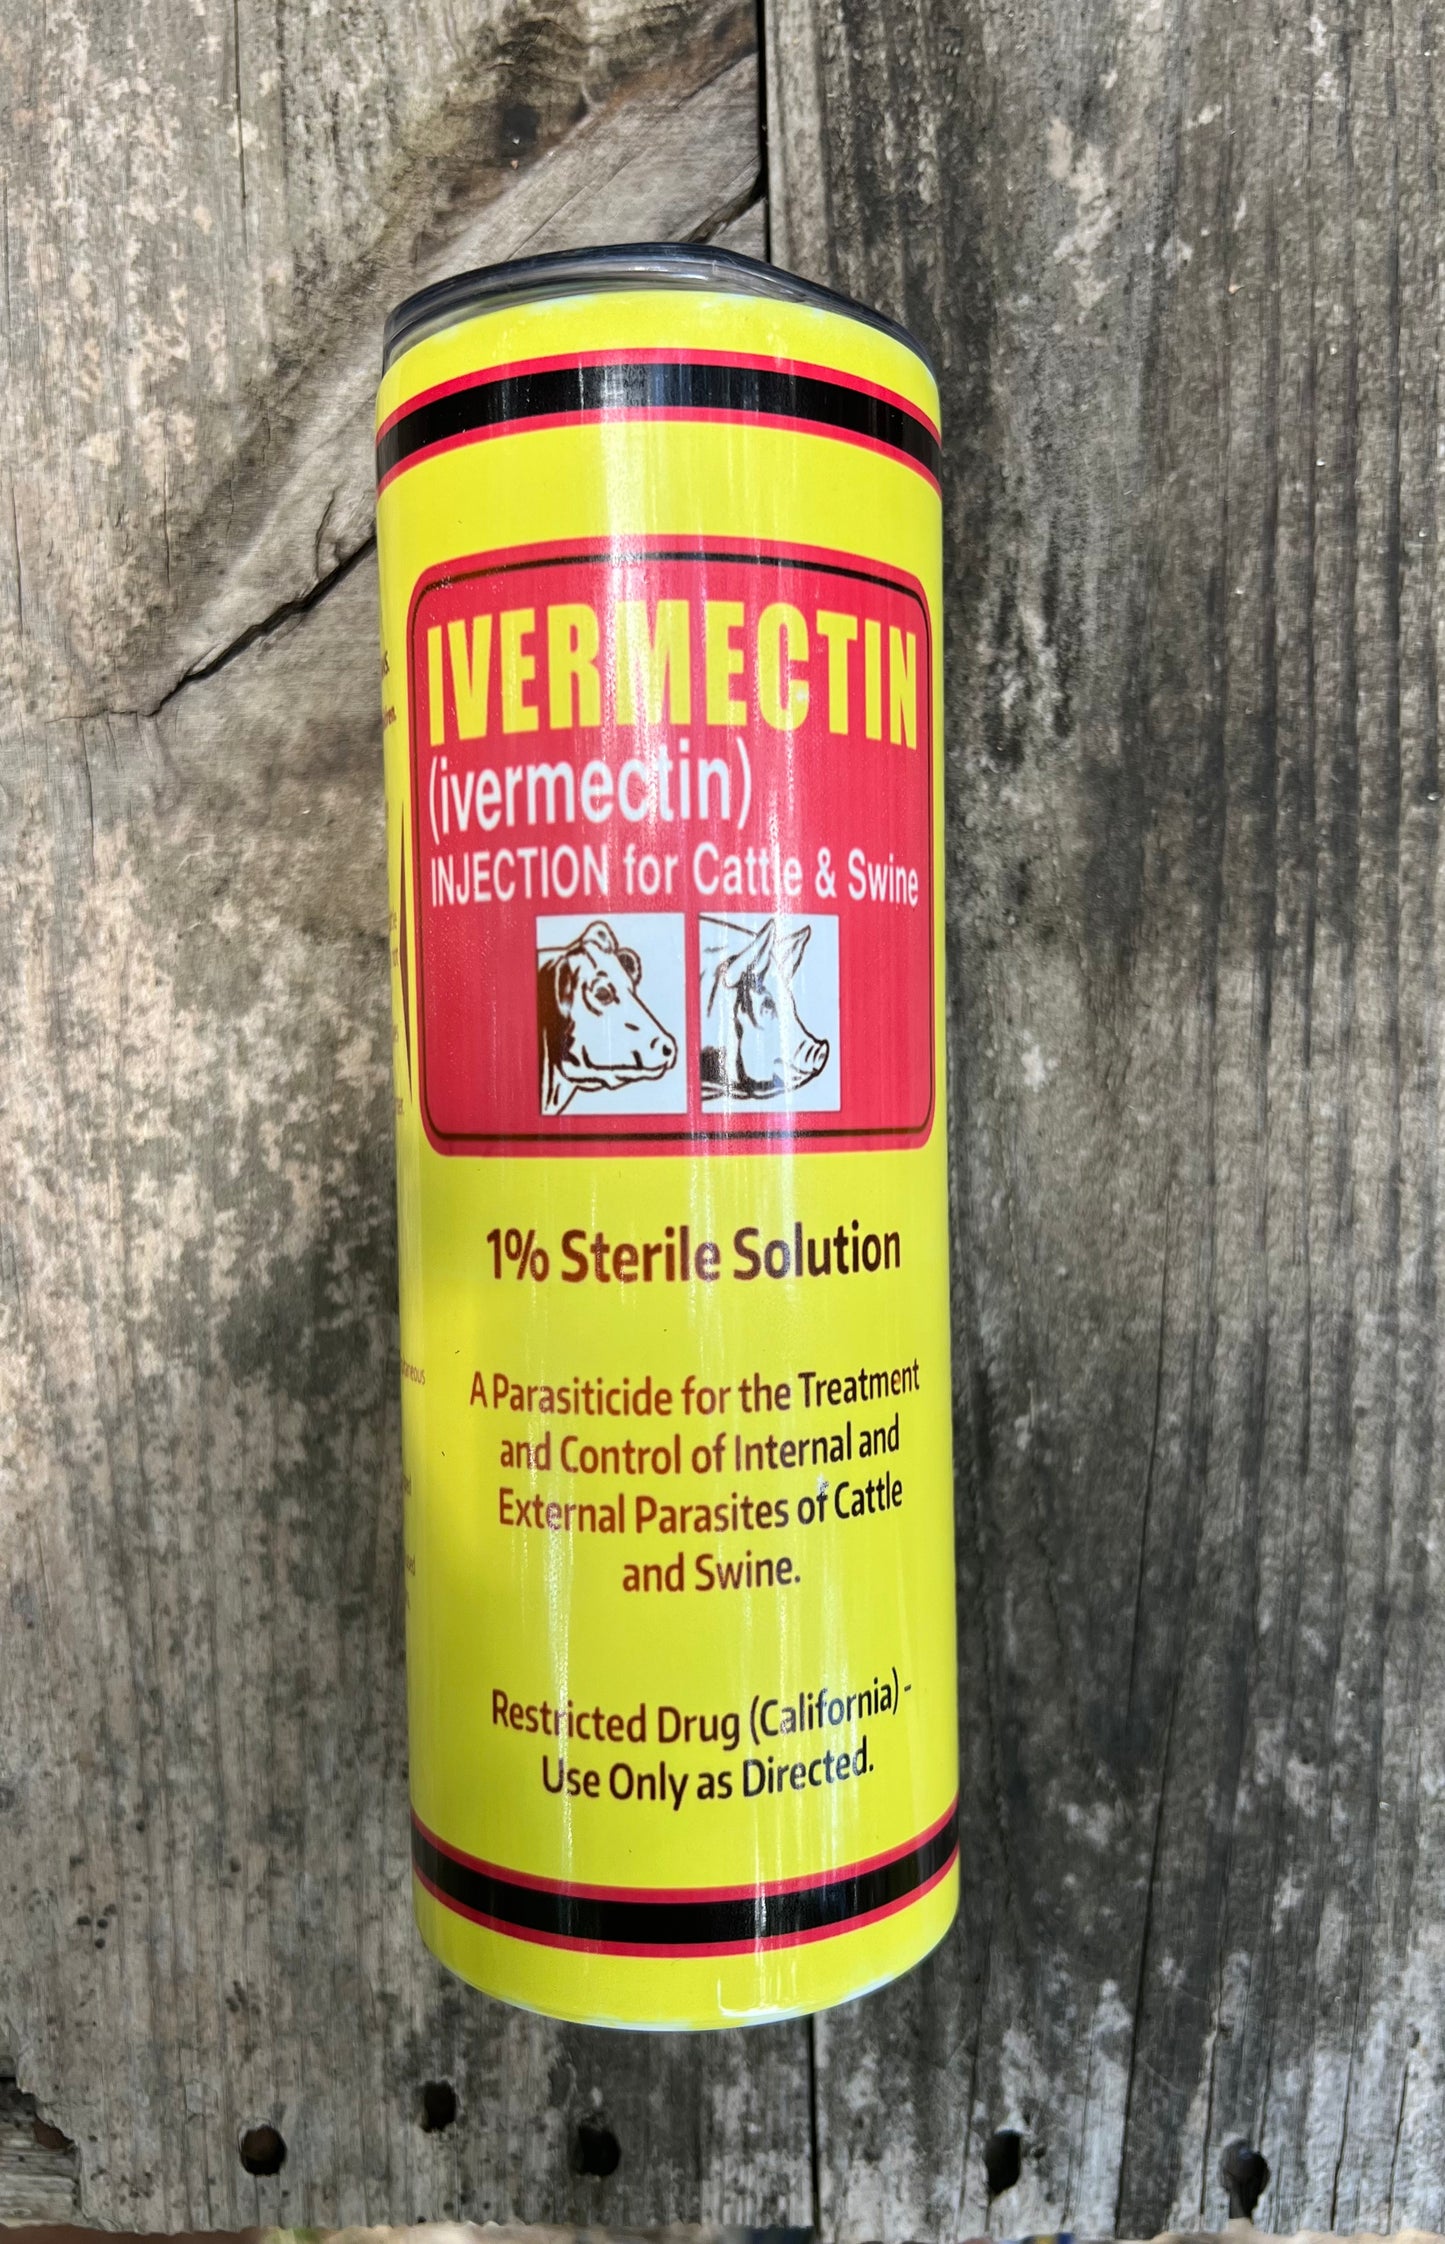 IVERMECTIN
(ivermectin)
INJECTION for Cattle & Swine
1% Sterile Solution
A Parasiticide for the Treatment
and Control of Internal and
External Parasites of Cattle
and Swine.
Restricted Drug (California) -
Use Only as Directed.